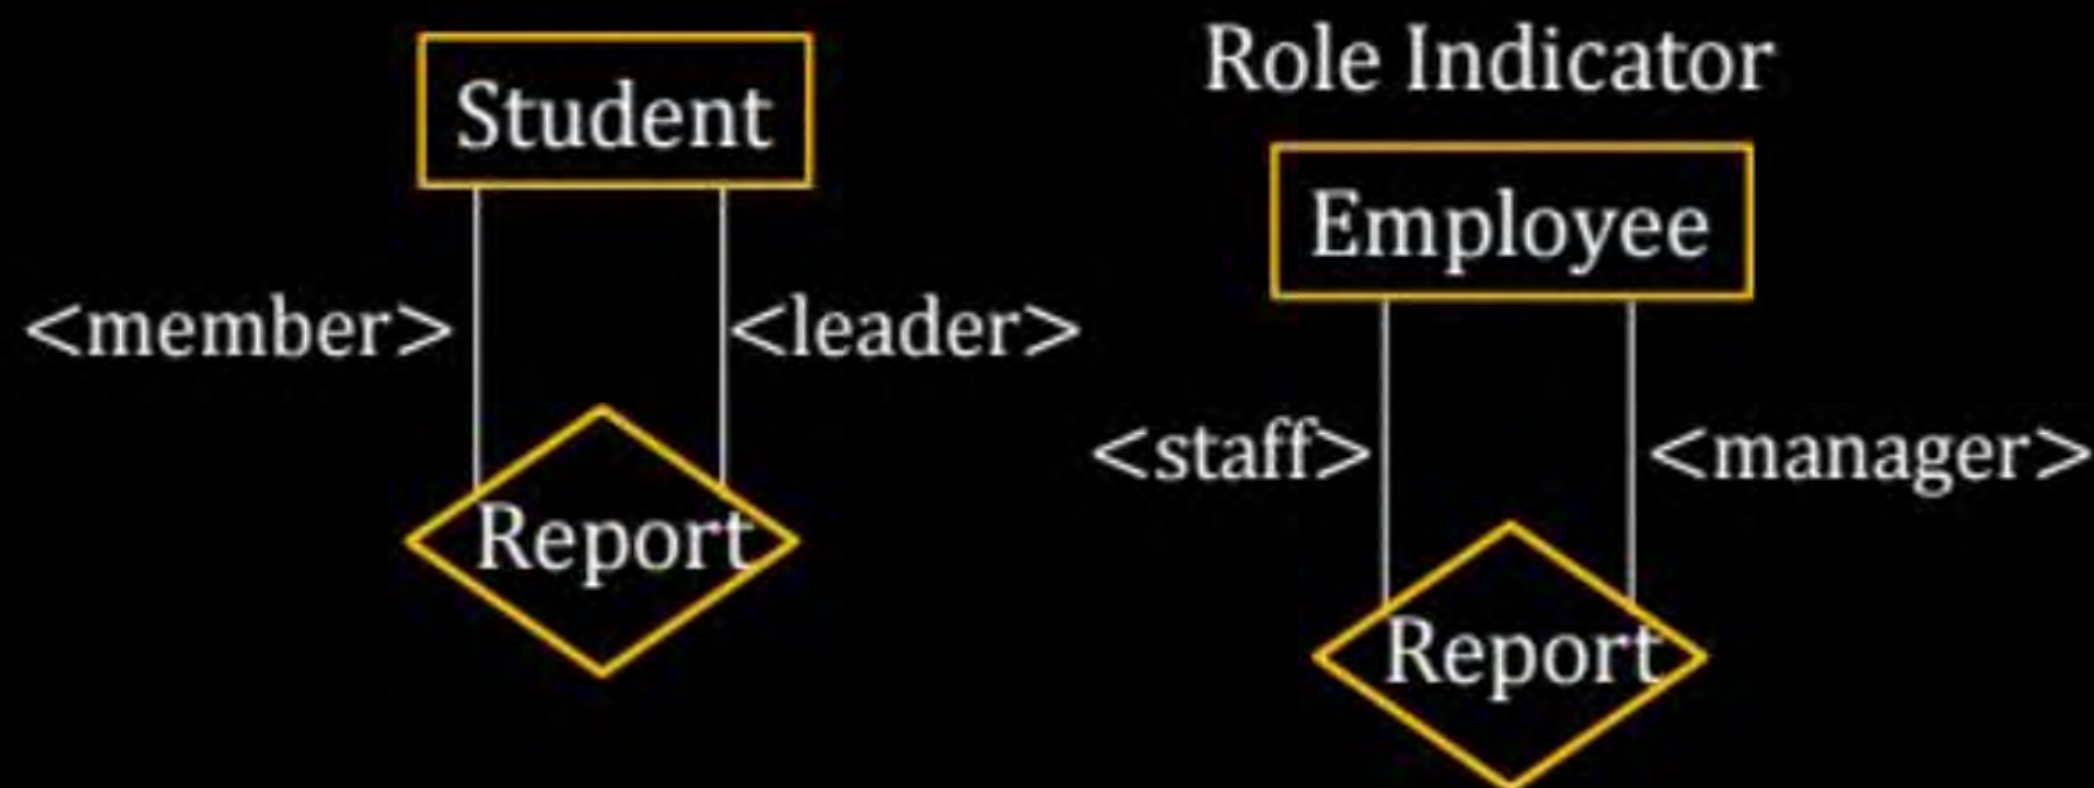 Student
<member>
<leader>
Report
Role Indicator
Employee
<staff>
<manager>
Report